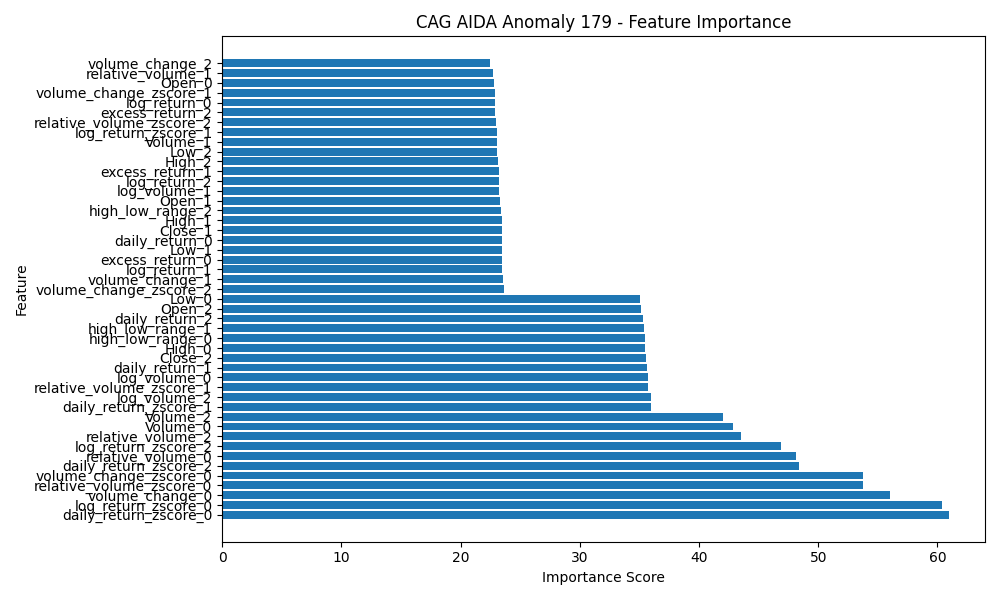 CAG AIDA Anomaly 179 - Feature Importance
volume_change_2
relative_volume_1
Open_0
volume_change_zscore_1
log_return_0
excess_return_2
relative_volume_zscore_2
log_return_zscore_1
Volume_1
Low_2
High_2
excess_return_1
log_return_2
log_volume_1
Open_1
high_low_range_2
High_1
Close_1
daily_return_0
Low_1
excess_return_0
log_return_1
volume_change_1
volume_change_zscore_2
Low_0
Open_2
daily_return_2
high_low_range_1
high_low_range_0
High_0
Close_2
daily_return_1
log_volume_0
relative_volume_zscore_1
log_volume_2
daily_return_zscore_1
Volume_2
Volume_0
relative_volume_2
log_return_zscore_2
relative_volume_0
daily_return_zscore_2
volume_change_zscore_0
relative_volume_zscore_0
volume_change_0
log_return_zscore_0
daily_return_zscore_0
Feature
0 10 20 30 40 50 60
Importance Score